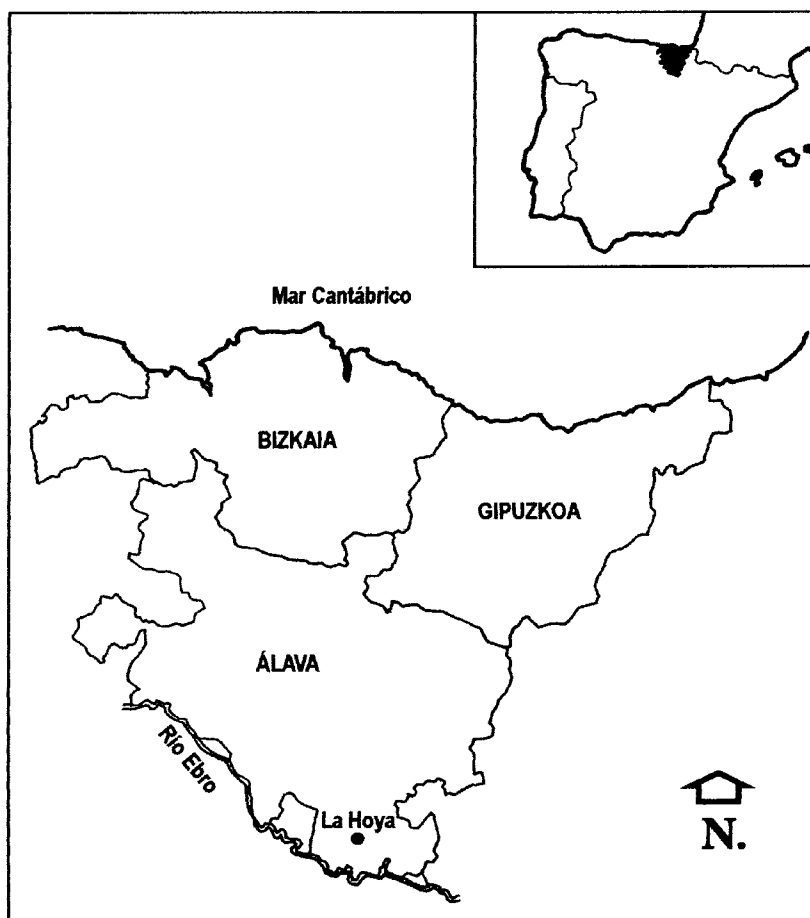 Mar Cantábrico
BIZKAIA
GIPUZKOA
ÁLAVA
Río Ebro
La Hoya
N.